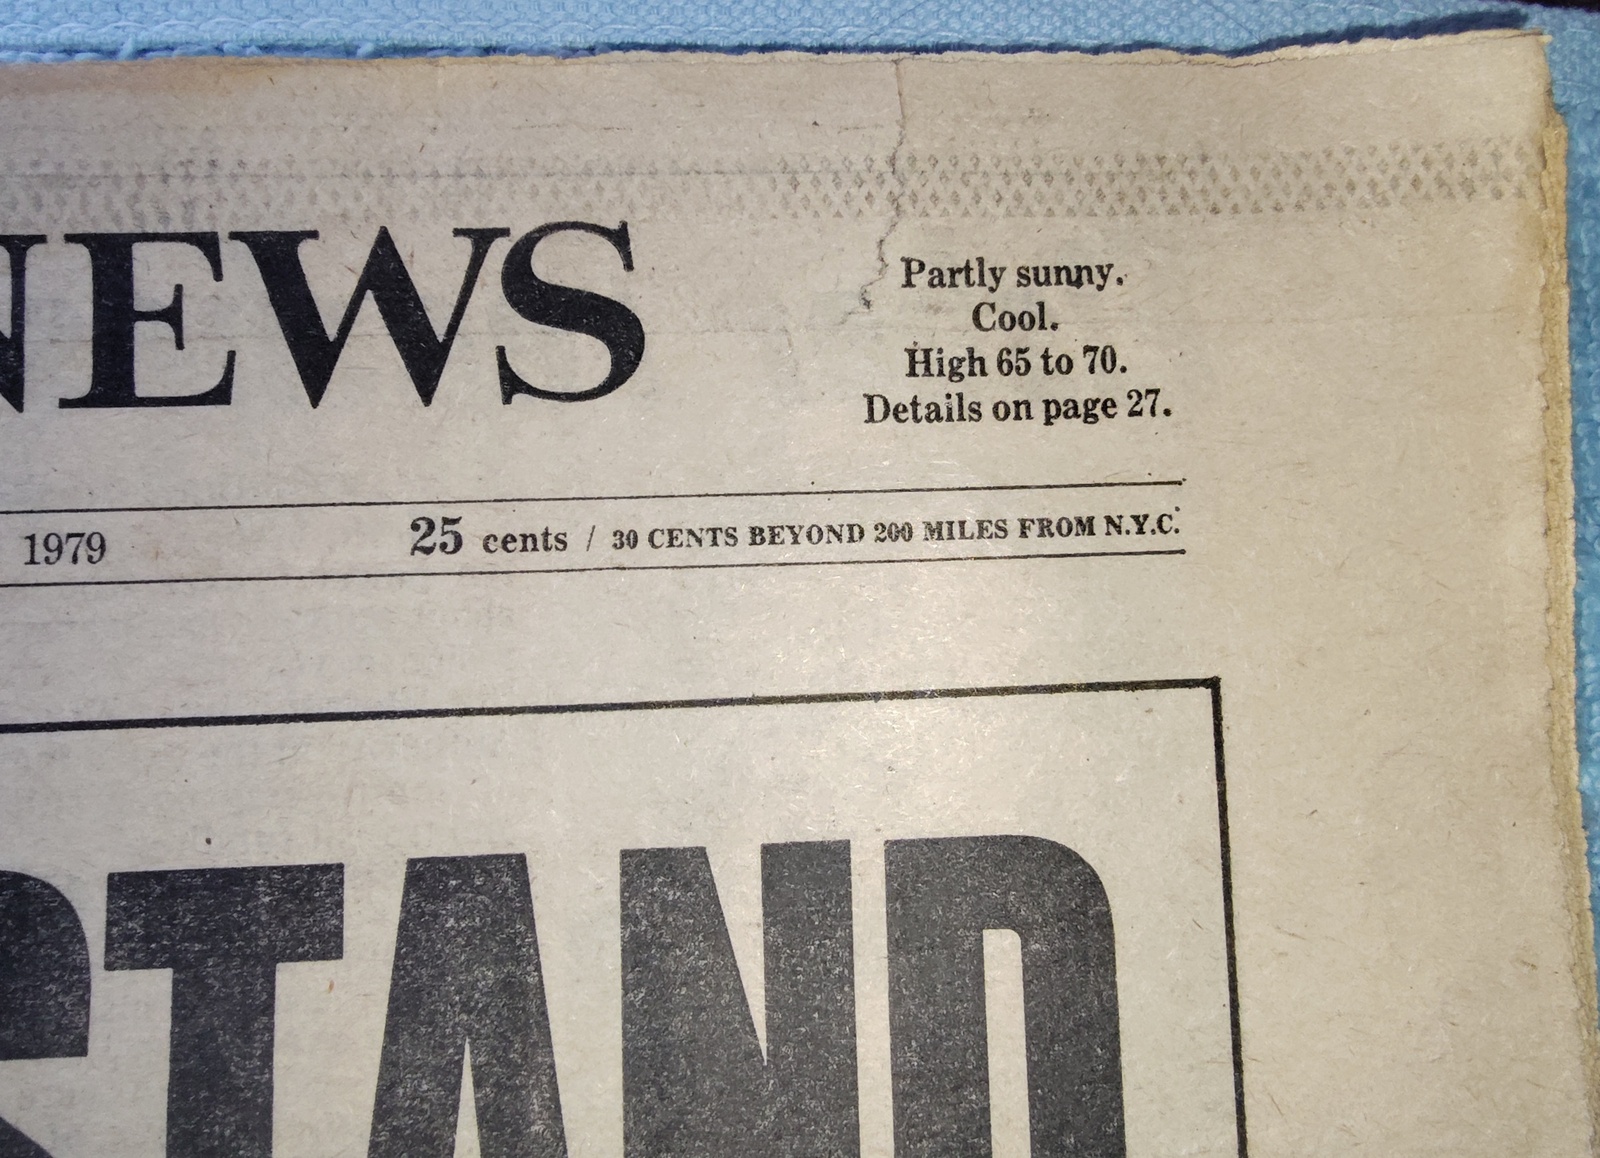 NEWS
Partly sunny.
Cool.
High 65 to 70.
Details on page 27.
1979
25 cents / 30 CENTS BEYOND 200 MILES FROM N.Y.C.
STAND